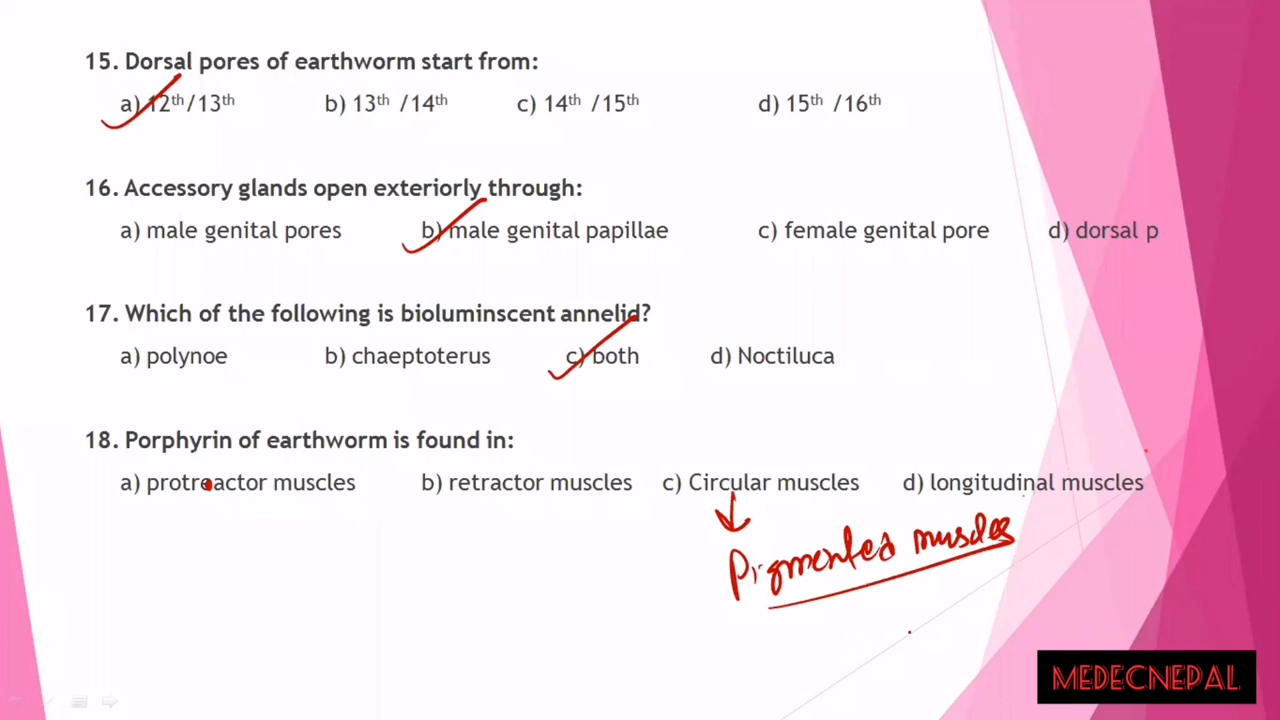 15. Dorsal pores of earthworm start from:
a) 12th/13th b) 13th /14th c) 14th /15th d) 15th /16th
16. Accessory glands open exteriorly through:
a) male genital pores b) male genital papillae c) female genital pore d) dorsal p
17. Which of the following is bioluminscent annelid?
a) polynoe b) chaeptoterus c) both d) Noctiluca
18. Porphyrin of earthworm is found in:
a) protreactor muscles b) retractor muscles c) Circular muscles d) longitudinal muscles
Pigmented muscles
MEDECNEPAL